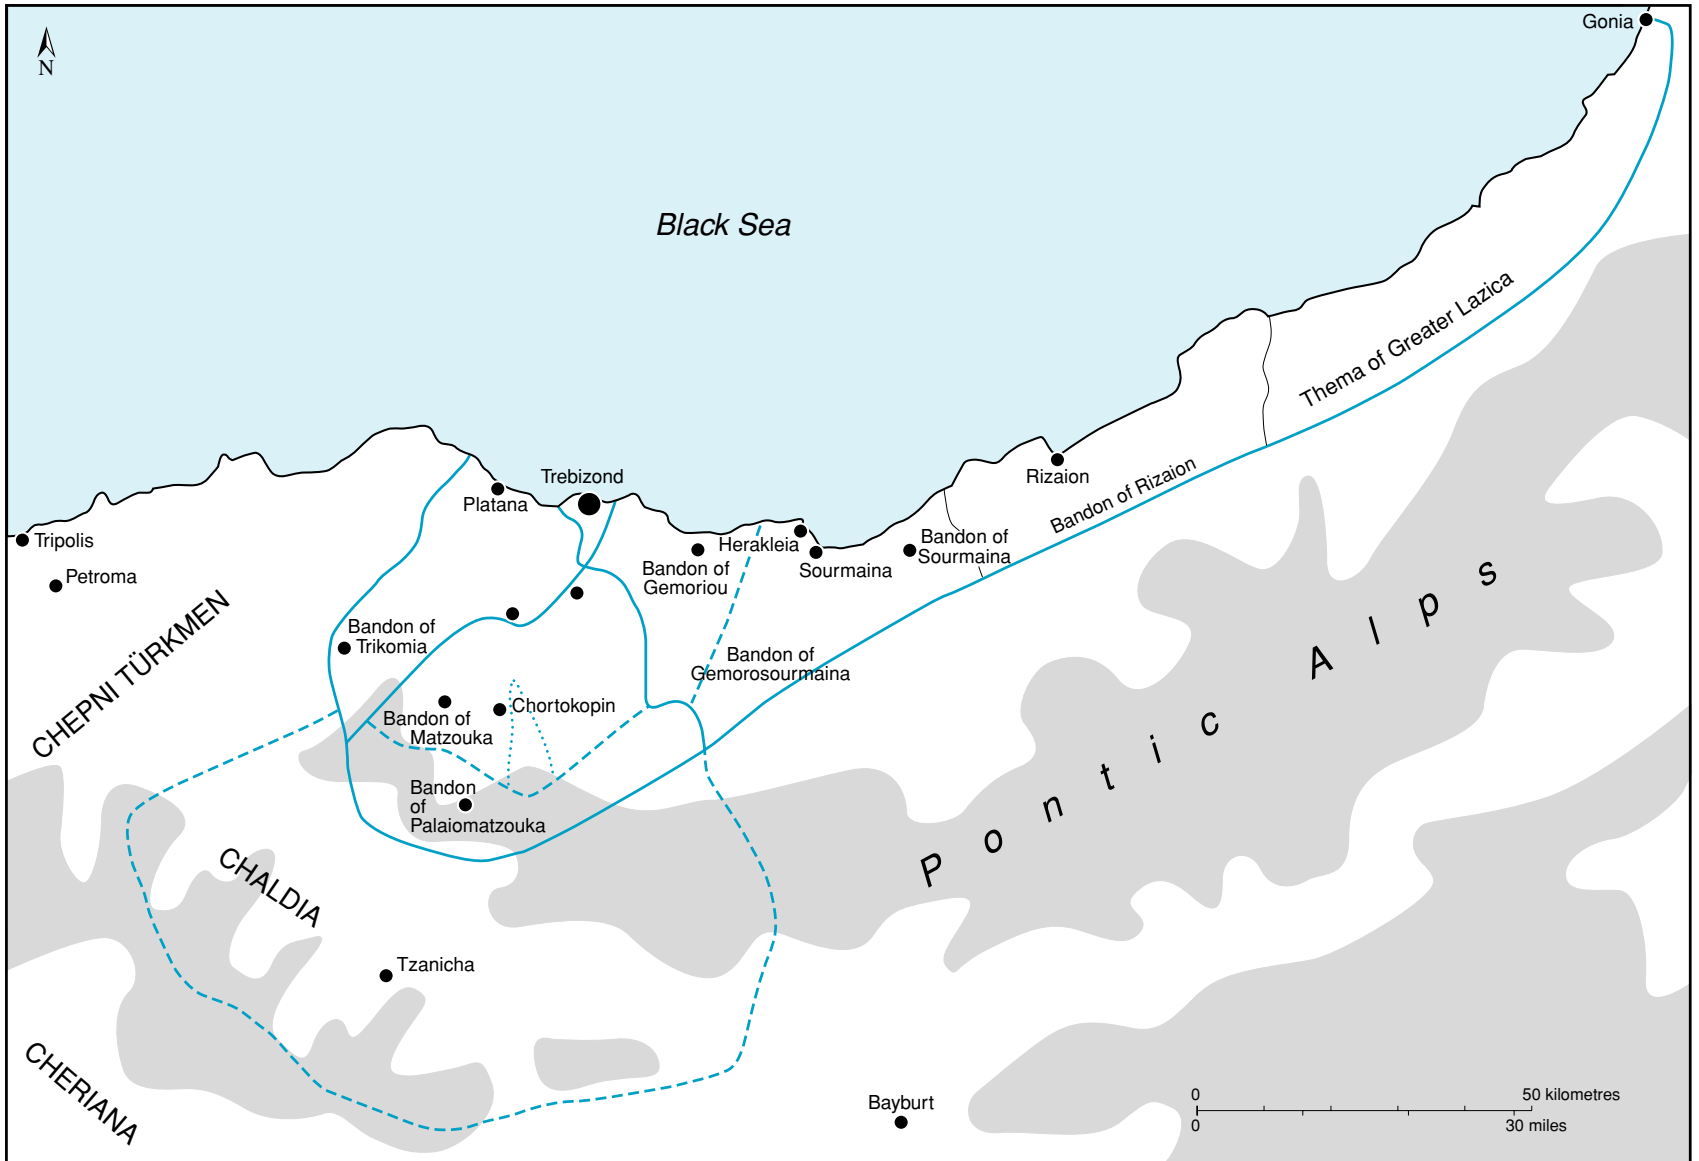 Gonia
N
Black Sea
Thema of Greater Lazica
Trebizond
Platana
Rizaion
Bandon of Rizaion
Tripolis
Petroma
Herakleia
Sourmaina
Bandon of
Sourmaina
Bandon of
Gemoriou
CHEPNI TÜRKMEN
Bandon of
Trikomia
Bandon of
Gemorosourmaina
Chortokopin
Bandon of
Matzouka
Bandon
of
Palaiomatzouka
Pontic Alps
CHALDIA
Tzanicha
CHERIANA
Bayburt
0 50 kilometres
0 30 miles